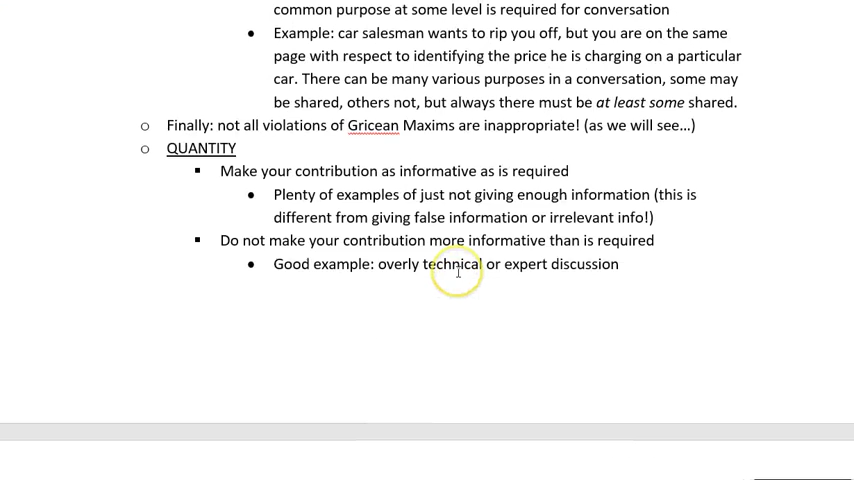 common purpose at some level is required for conversation
● Example: car salesman wants to rip you off, but you are on the same
page with respect to identifying the price he is charging on a particular
car. There can be many various purposes in a conversation, some may
be shared, others not, but always there must be at least some shared.
o Finally: not all violations of Gricean Maxims are inappropriate! (as we will see…)
o QUANTITY
▪ Make your contribution as informative as is required
● Plenty of examples of just not giving enough information (this is
different from giving false information or irrelevant info!)
▪ Do not make your contribution more informative than is required
● Good example: overly technical or expert discussion